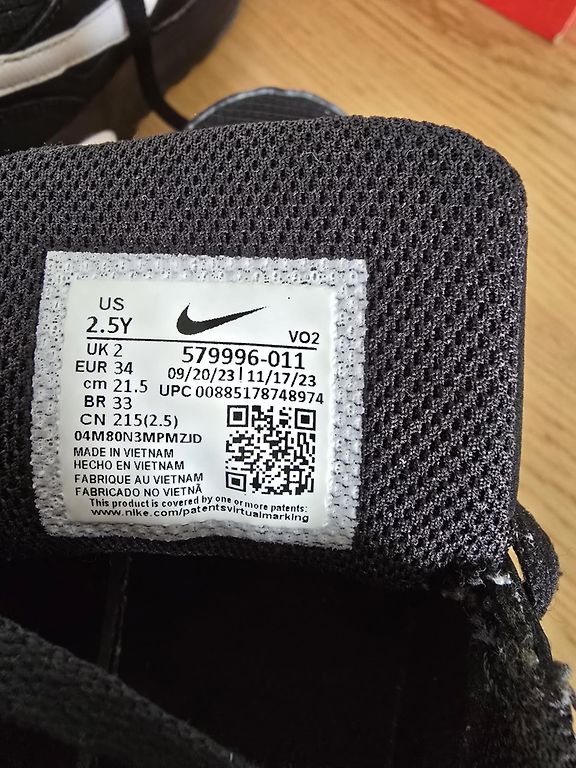 US
2.5Y
VO2
UK 2
579996-011
EUR 34
09/20/23 | 11/17/23
cm 21.5
UPC 00885178748974
BR 33
CN 215(2.5)
04M80N3MPMZJD
MADE IN VIETNAM
HECHO EN VIETNAM
FABRIQUE AU VIETNAM
FABRICADO NO VIETNÃ
This product is covered by one or more patents:
www.nike.com/patentsvirtualmarking